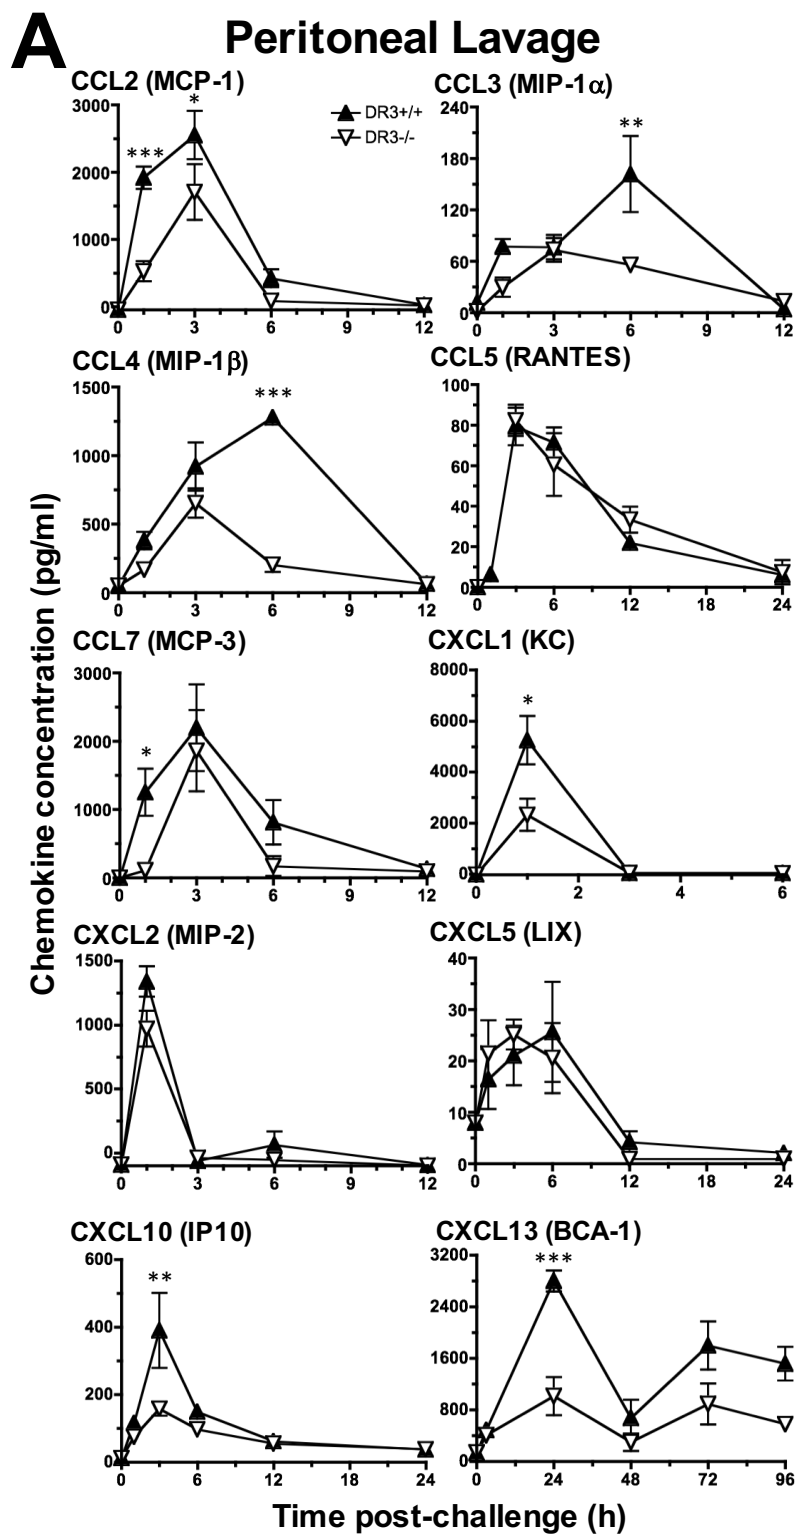 A
Peritoneal Lavage
CCL2 (MCP-1)
3000
2000
1000
0
0 3 6 9 12
***
*
DR3+/+
DR3-/-
CCL3 (MIP-1α)
240
180
120
60
0
0 3 6 9 12
**
CCL4 (MIP-1β)
1500
1000
500
0
0 3 6 9 12
***
CCL5 (RANTES)
100
80
60
40
20
0
0 6 12 18 24
CCL7 (MCP-3)
3000
2000
1000
0
0 3 6 9 12
*
CXCL1 (KC)
8000
6000
4000
2000
0
0 2 4 6
*
CXCL2 (MIP-2)
1500
1000
500
0
0 3 6 9 12
CXCL5 (LIX)
40
30
20
10
0
0 6 12 18 24
CXCL10 (IP10)
600
400
200
0
0 6 12 18 24
**
CXCL13 (BCA-1)
3200
2400
1600
800
0
0 24 48 72 96
***
Chemokine concentration (pg/ml)
Time post-challenge (h)